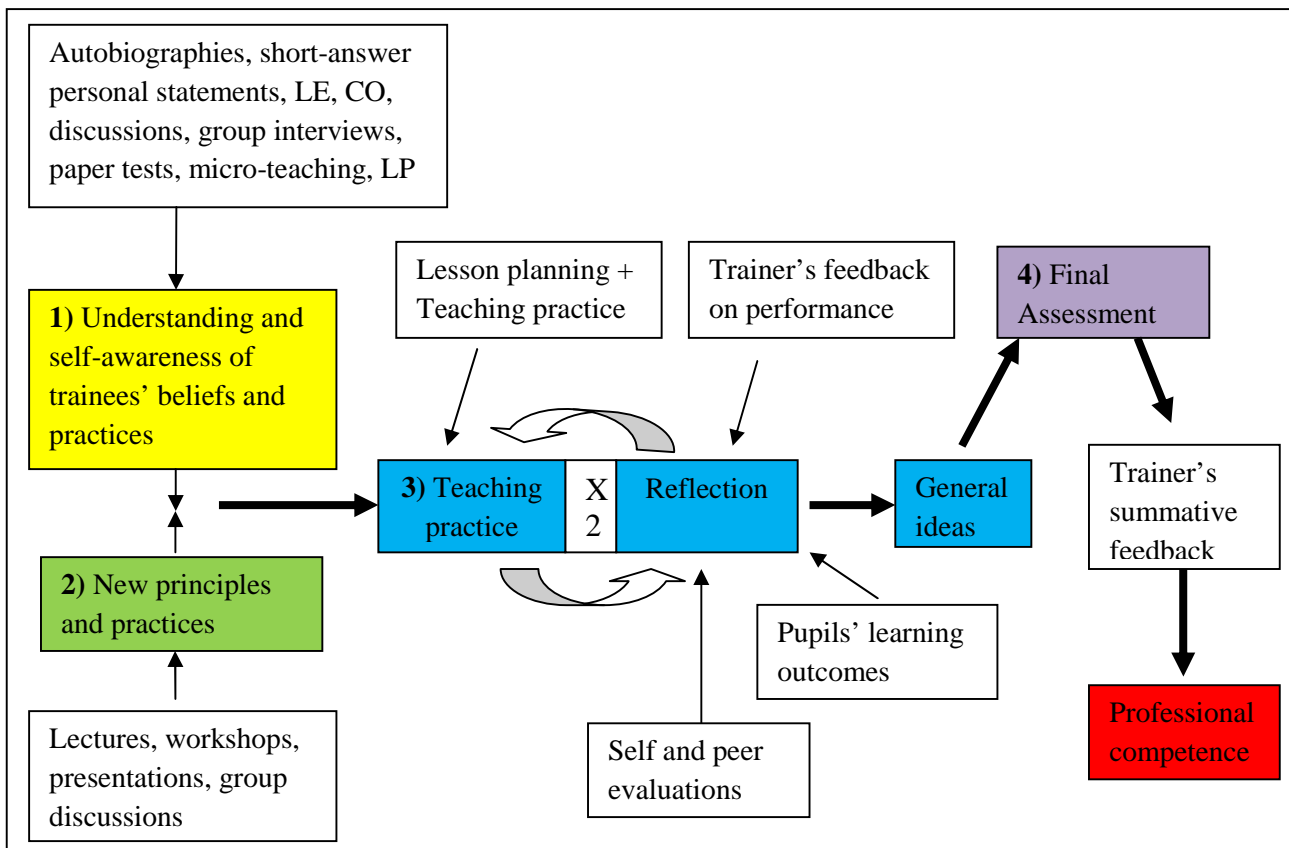 Autobiographies, short-answer
personal statements, LE, CO,
discussions, group interviews,
paper tests, micro-teaching, LP
1) Understanding and
self-awareness of
trainees’ beliefs and
practices
2) New principles
and practices
Lectures, workshops,
presentations, group
discussions
Lesson planning +
Teaching practice
Trainer’s feedback
on performance
3) Teaching
practice
X
2
Reflection
Self and peer
evaluations
Pupils’ learning
outcomes
General
ideas
4) Final
Assessment
Trainer’s
summative
feedback
Professional
competence